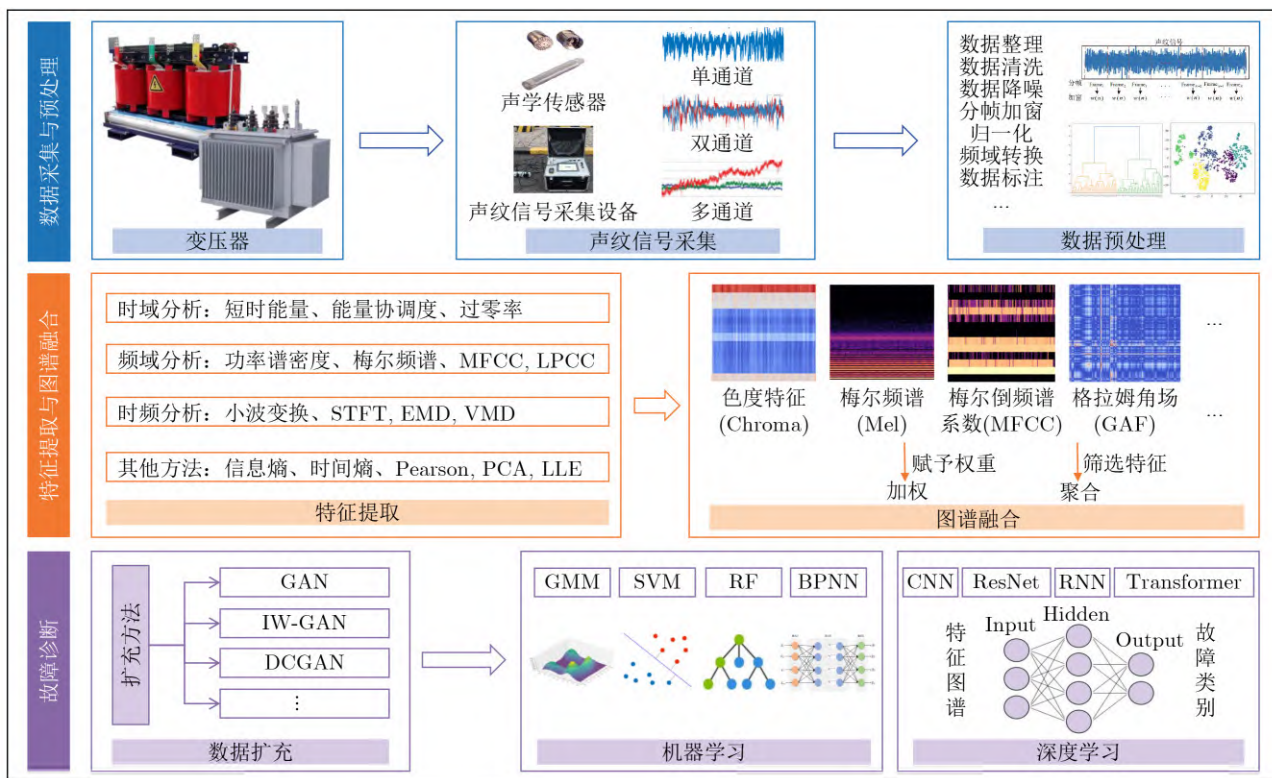 数据采集与预处理
变压器
声学传感器
声纹信号采集设备
单通道
双通道
多通道
声纹信号采集
数据整理
数据清洗
数据降噪
分帧加窗
归一化
频域转换
数据标注
…
声纹信号
分帧
加窗
数据预处理
特征提取与图谱融合
时域分析：短时能量、能量协调度、过零率
频域分析：功率谱密度、梅尔频谱、MFCC, LPCC
时频分析：小波变换、STFT, EMD, VMD
其他方法：信息熵、时间熵、Pearson, PCA, LLE
特征提取
…
色度特征
(Chroma)
梅尔频谱
(Mel)
梅尔倒频谱
系数(MFCC)
格拉姆角场
(GAF)
…
赋予权重
筛选特征
加权
聚合
图谱融合
故障诊断
扩充方法
GAN
IW-GAN
DCGAN
⋮
数据扩充
GMM
SVM
RF
BPNN
机器学习
CNN
ResNet
RNN
Transformer
特征图谱
Input
Hidden
Output
故障类别
深度学习